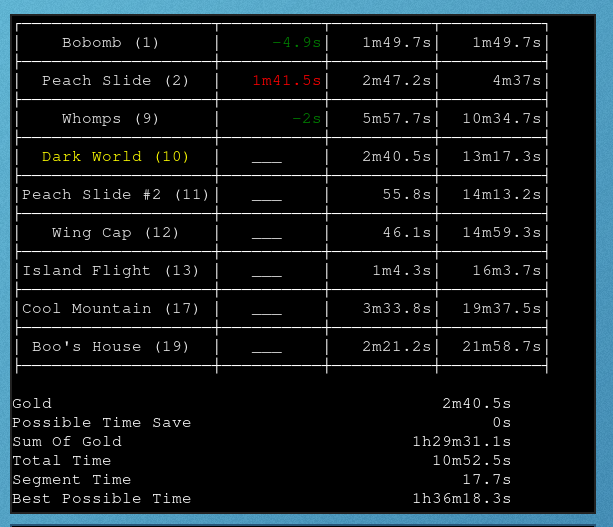 Bobomb (1) -4.9s 1m49.7s 1m49.7s
Peach Slide (2) 1m41.5s 2m47.2s 4m37s
Whomps (9) -2s 5m57.7s 10m34.7s
Dark World (10) ___ 2m40.5s 13m17.3s
Peach Slide #2 (11) ___ 55.8s 14m13.2s
Wing Cap (12) ___ 46.1s 14m59.3s
Island Flight (13) ___ 1m4.3s 16m3.7s
Cool Mountain (17) ___ 3m33.8s 19m37.5s
Boo's House (19) ___ 2m21.2s 21m58.7s
Gold 2m40.5s
Possible Time Save 0s
Sum Of Gold 1h29m31.1s
Total Time 10m52.5s
Segment Time 17.7s
Best Possible Time 1h36m18.3s